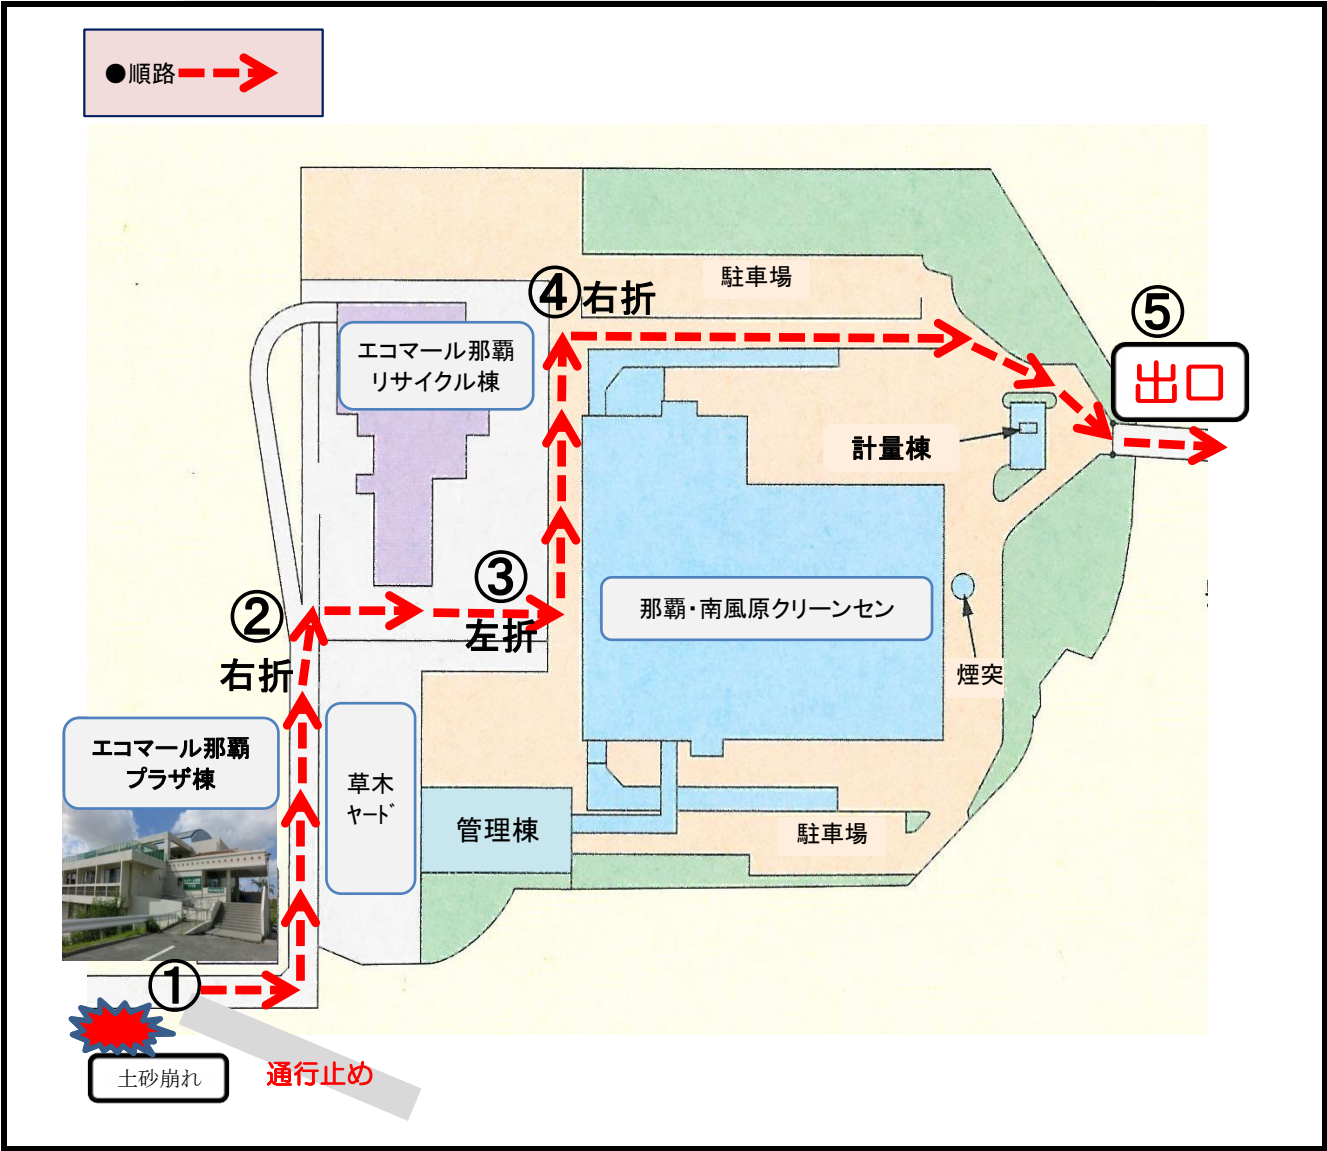 ●順路
駐車場
④右折
⑤
出口
エコマール那覇
リサイクル棟
計量棟
③
左折
②
右折
那覇・南風原クリーンセン
煙突
エコマール那覇
プラザ棟
草木
ﾔｰﾄﾞ
管理棟
駐車場
①
土砂崩れ
通行止め